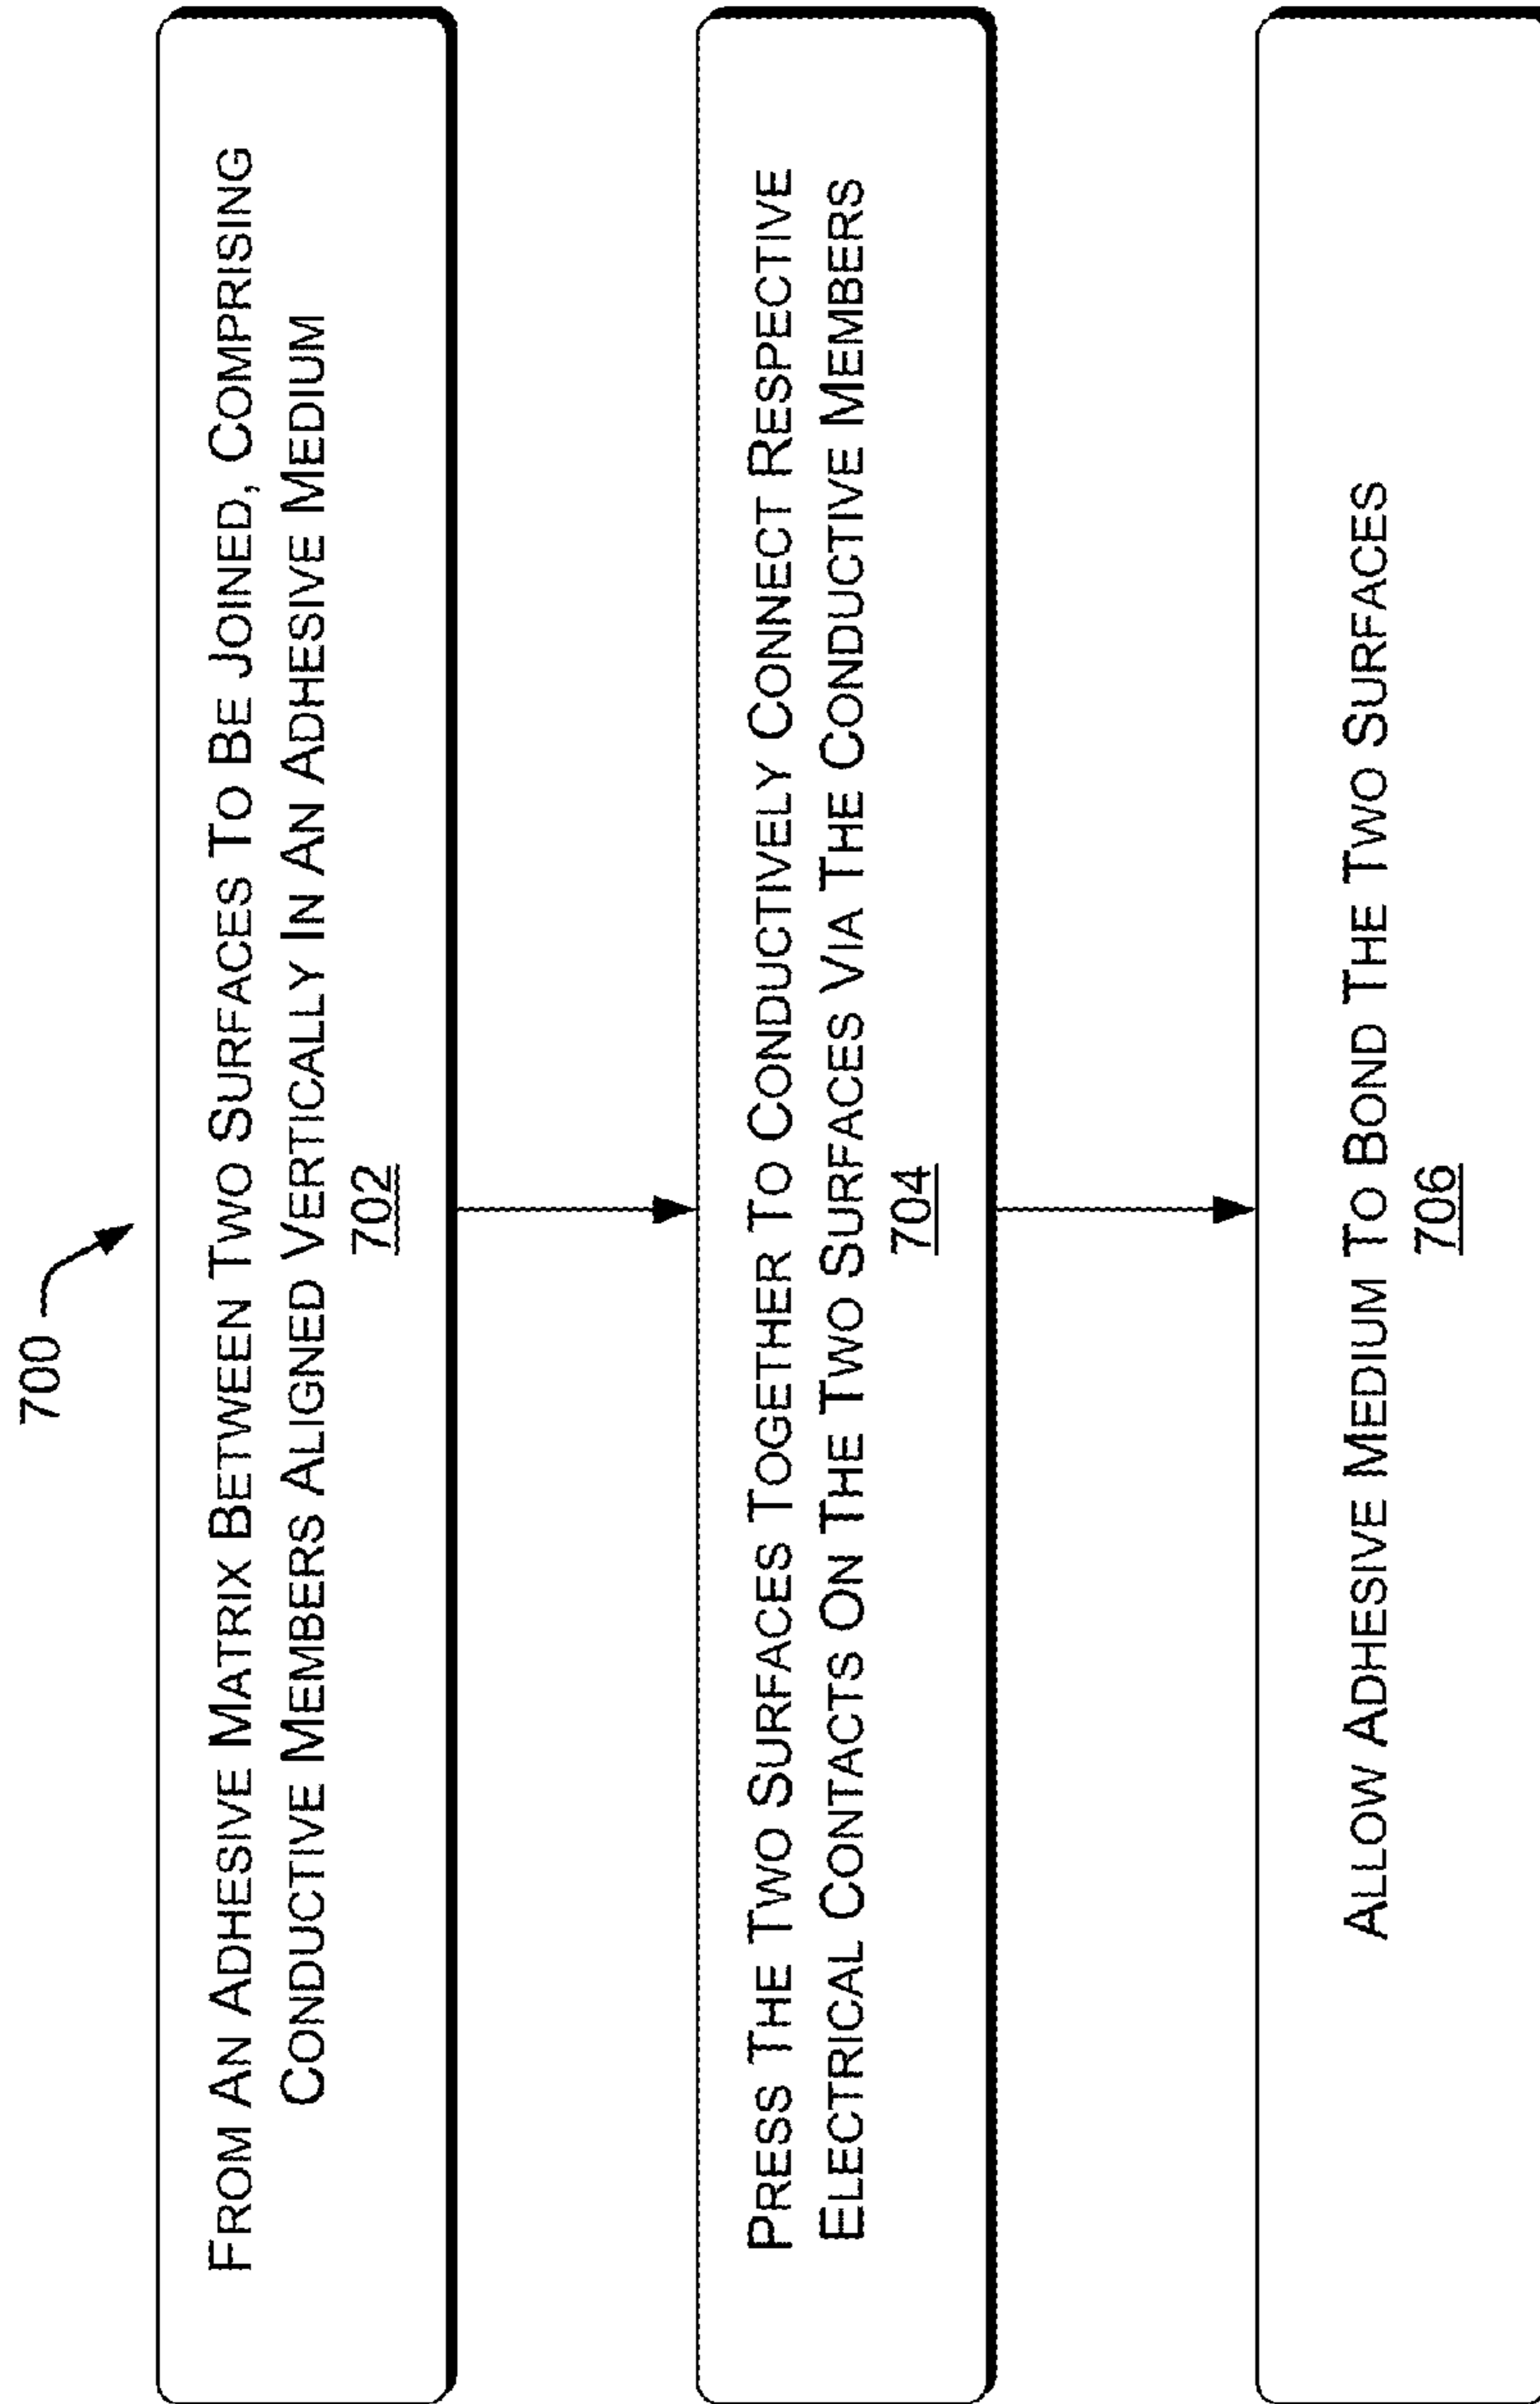 700
FROM AN ADHESIVE MATRIX BETWEEN TWO SURFACES TO BE JOINED, COMPRISING
CONDUCTIVE MEMBERS ALIGNED VERTICALLY IN AN ADHESIVE MEDIUM
702
PRESS THE TWO SURFACES TOGETHER TO CONDUCTIVELY CONNECT RESPECTIVE
ELECTRICAL CONTACTS ON THE TWO SURFACES VIA THE CONDUCTIVE MEMBERS
704
ALLOW ADHESIVE MEDIUM TO BOND THE TWO SURFACES
706